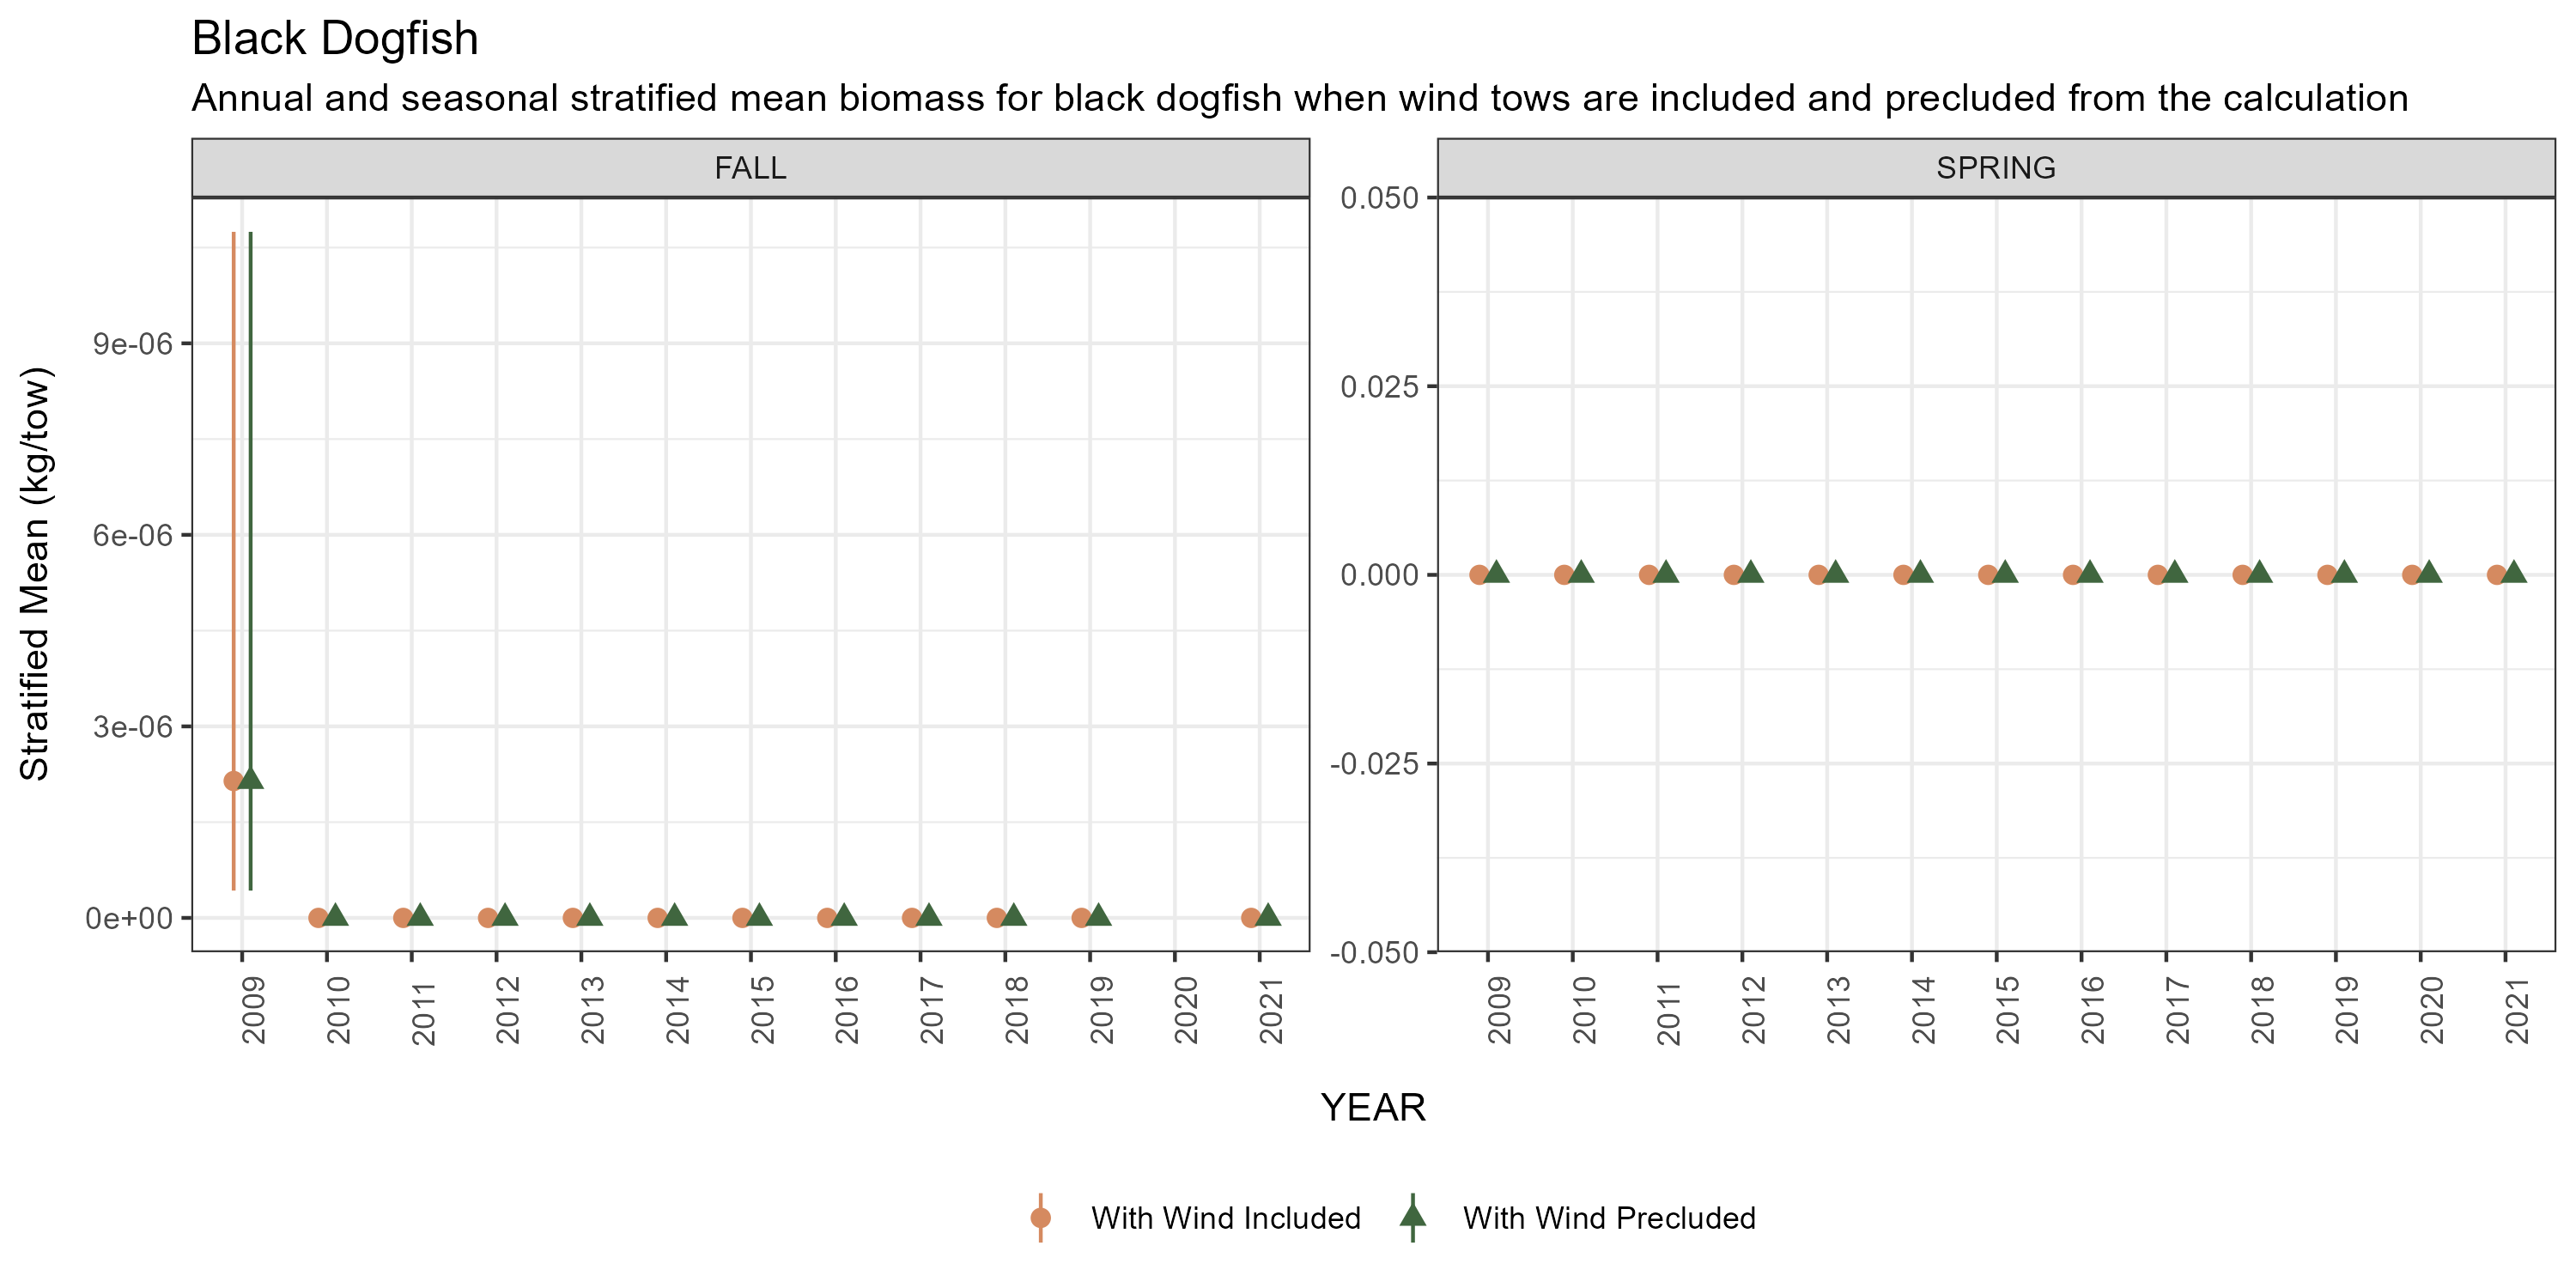 Black Dogfish
Annual and seasonal stratified mean biomass for black dogfish when wind tows are included and precluded from the calculation
FALL
SPRING
Stratified Mean (kg/tow)
9e-06
6e-06
3e-06
0e+00
0.050
0.025
0.000
-0.025
-0.050
2009 2010 2011 2012 2013 2014 2015 2016 2017 2018 2019 2020 2021
2009 2010 2011 2012 2013 2014 2015 2016 2017 2018 2019 2020 2021
YEAR
With Wind Included With Wind Precluded